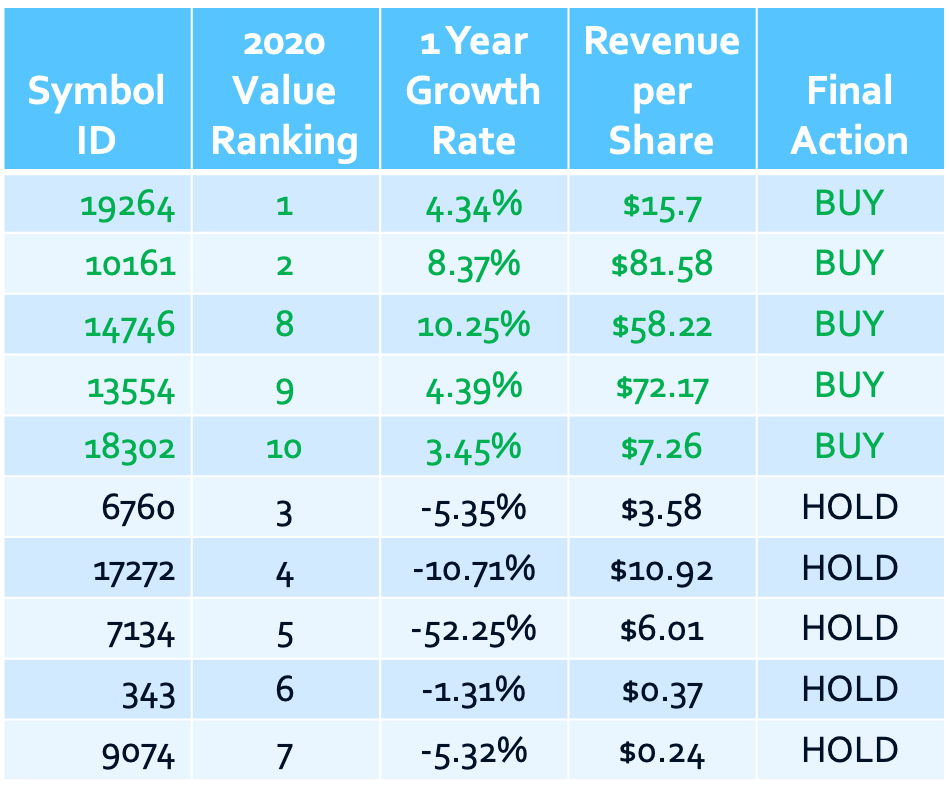 Symbol ID | 2020 Value Ranking | 1 Year Growth Rate | Revenue per Share | Final Action
19264 | 1 | 4.34% | $15.7 | BUY
10161 | 2 | 8.37% | $81.58 | BUY
14746 | 8 | 10.25% | $58.22 | BUY
13554 | 9 | 4.39% | $72.17 | BUY
18302 | 10 | 3.45% | $7.26 | BUY
6760 | 3 | -5.35% | $3.58 | HOLD
17272 | 4 | -10.71% | $10.92 | HOLD
7134 | 5 | -52.25% | $6.01 | HOLD
343 | 6 | -1.31% | $0.37 | HOLD
9074 | 7 | -5.32% | $0.24 | HOLD